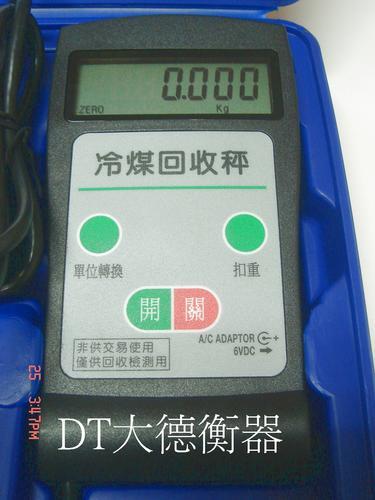 0.000
ZERO Kg
冷煤回收秤
單位轉換 扣重
開 關
A/C ADAPTOR
6VDC
非供交易使用
僅供回收檢測用
25 3:47PM
DT大德衡器